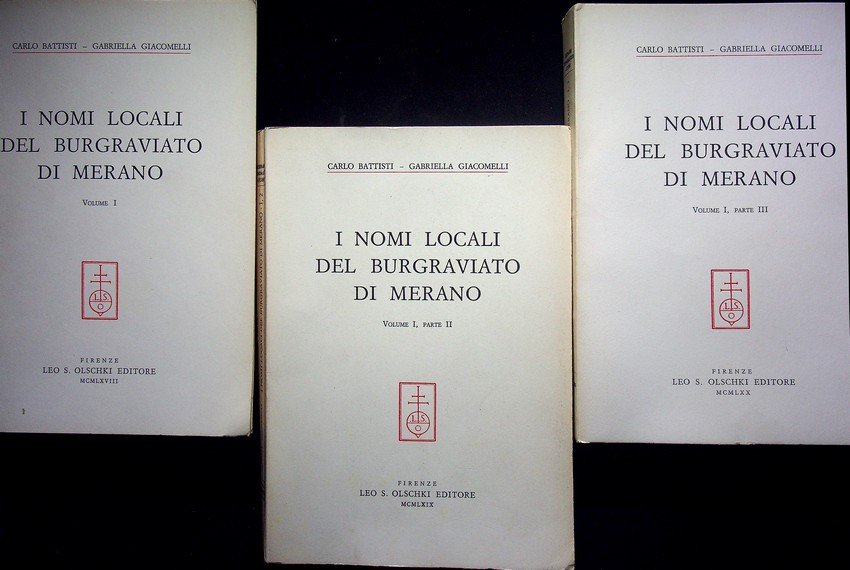 CARLO BATTISTI – GABRIELLA GIACOMELLI
I NOMI LOCALI
DEL BURGRAVIATO
DI MERANO
Volume I
L S
O
FIRENZE
LEO S. OLSCHKI EDITORE
MCMLXVIII
CARLO BATTISTI – GABRIELLA GIACOMELLI
I NOMI LOCALI
DEL BURGRAVIATO
DI MERANO
Volume I, parte II
L S
O
FIRENZE
LEO S. OLSCHKI EDITORE
MCMLXIX
CARLO BATTISTI – GABRIELLA GIACOMELLI
I NOMI LOCALI
DEL BURGRAVIATO
DI MERANO
Volume I, parte III
L S.
O
FIRENZE
LEO S. OLSCHKI EDITORE
MCMLXX